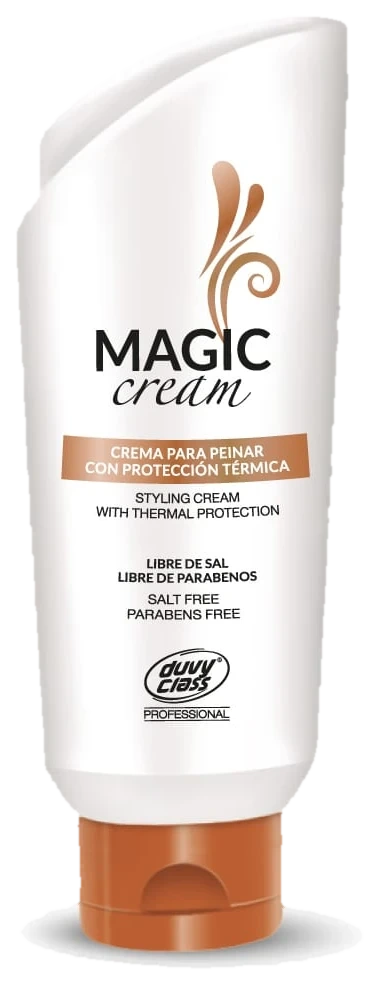 MAGIC
cream
CREMA PARA PEINAR
CON PROTECCIÓN TÉRMICA
STYLING CREAM
WITH THERMAL PROTECTION
LIBRE DE SAL
LIBRE DE PARABENOS
SALT FREE
PARABENS FREE
duvy®
class
PROFESSIONAL